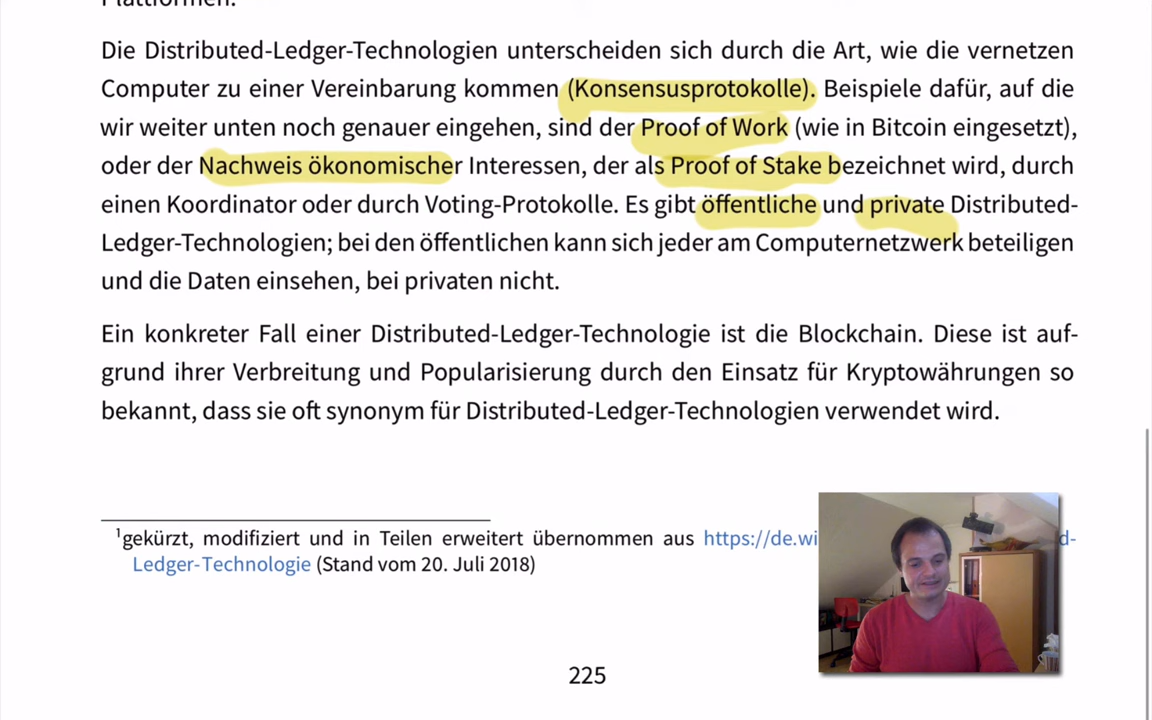 Plattformen.
Die Distributed-Ledger-Technologien unterscheiden sich durch die Art, wie die vernetzen
Computer zu einer Vereinbarung kommen (Konsensusprotokolle). Beispiele dafür, auf die
wir weiter unten noch genauer eingehen, sind der Proof of Work (wie in Bitcoin eingesetzt),
oder der Nachweis ökonomischer Interessen, der als Proof of Stake bezeichnet wird, durch
einen Koordinator oder durch Voting-Protokolle. Es gibt öffentliche und private Distributed-
Ledger-Technologien; bei den öffentlichen kann sich jeder am Computernetzwerk beteiligen
und die Daten einsehen, bei privaten nicht.
Ein konkreter Fall einer Distributed-Ledger-Technologie ist die Blockchain. Diese ist auf-
grund ihrer Verbreitung und Popularisierung durch den Einsatz für Kryptowährungen so
bekannt, dass sie oft synonym für Distributed-Ledger-Technologien verwendet wird.
1gekürzt, modifiziert und in Teilen erweitert übernommen aus https://de.wi d-
Ledger-Technologie (Stand vom 20. Juli 2018)
225